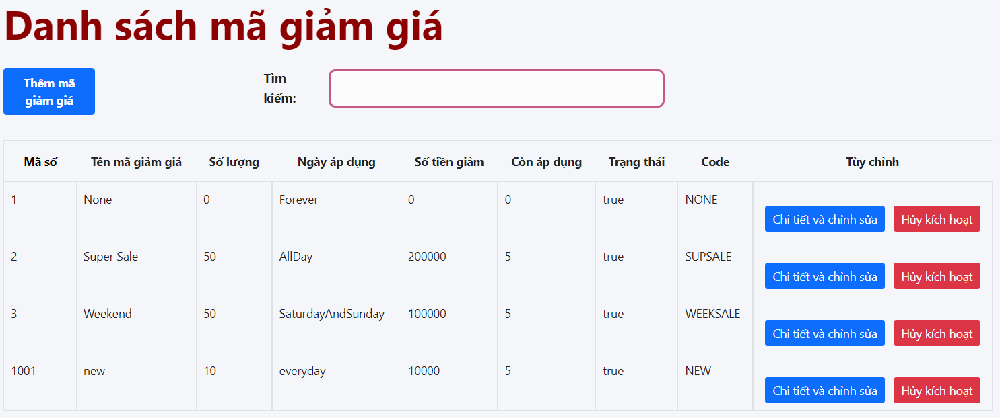 Danh sách mã giảm giá
Thêm mã
giảm giá
Tìm
kiếm:
Mã số Tên mã giảm giá Số lượng Ngày áp dụng Số tiền giảm Còn áp dụng Trạng thái Code Tùy chỉnh
1 None 0 Forever 0 0 true NONE Chi tiết và chỉnh sửa Hủy kích hoạt
2 Super Sale 50 AllDay 200000 5 true SUPSALE Chi tiết và chỉnh sửa Hủy kích hoạt
3 Weekend 50 SaturdayAndSunday 100000 5 true WEEKSALE Chi tiết và chỉnh sửa Hủy kích hoạt
1001 new 10 everyday 10000 5 true NEW Chi tiết và chỉnh sửa Hủy kích hoạt